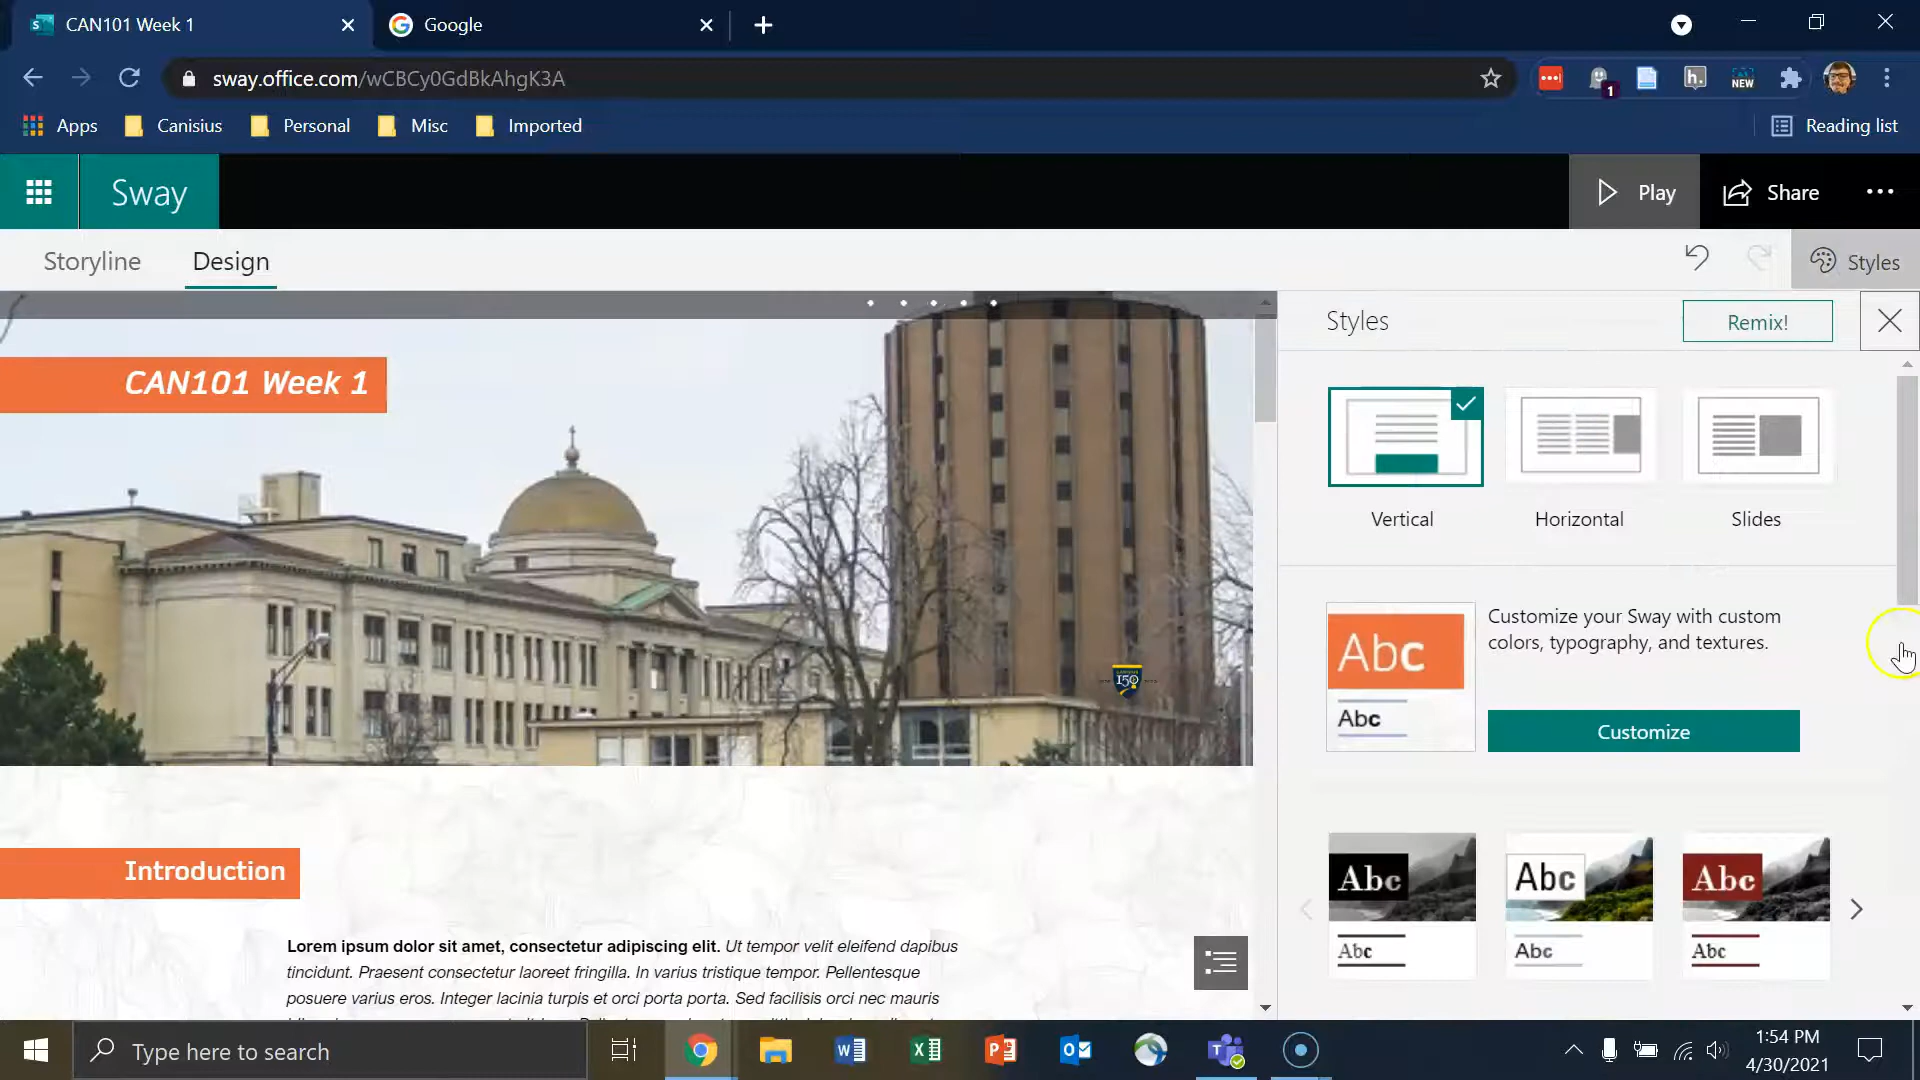 CAN101 Week 1
Google
sway.office.com/wCBCy0GdBkAhgK3A
1
h.
NEW
Apps
Canisius
Personal
Misc
Imported
Reading list
Sway
Play
Share
Storyline
Design
Styles
Styles
Remix!
CAN101 Week 1
Vertical
Horizontal
Slides
Customize your Sway with custom
colors, typography, and textures.
Abc
Abc
Customize
150
Introduction
Abc
Abc
Abc
Abc
Abc
Abc
Lorem ipsum dolor sit amet, consectetur adipiscing elit. Ut tempor velit eleifend dapibus
tincidunt. Praesent consectetur laoreet fringilla. In varius tristique tempor. Pellentesque
posuere varius eros. Integer lacinia turpis et orci porta porta. Sed facilisis orci nec mauris
Type here to search
1:54 PM
4/30/2021